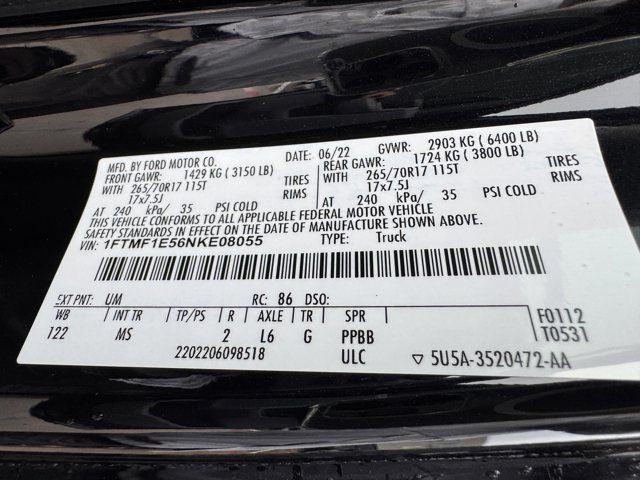 MFD. BY FORD MOTOR CO.
DATE: 06/22 GVWR: 2903 KG ( 6400 LB)
FRONT GAWR: 1429 KG ( 3150 LB) REAR GAWR: 1724 KG ( 3800 LB)
WITH 265/70R17 115T TIRES WITH 265/70R17 115T TIRES
17x7.5J RIMS 17x7.5J RIMS
AT 240 kPa/ 35 PSI COLD AT 240 kPa/ 35 PSI COLD
THIS VEHICLE CONFORMS TO ALL APPLICABLE FEDERAL MOTOR VEHICLE
SAFETY STANDARDS IN EFFECT ON THE DATE OF MANUFACTURE SHOWN ABOVE.
VIN: 1FTMF1E56NKE08055 TYPE: Truck
EXT PNT: UM RC: 86 DSO:
WB INT TR TP/PS R AXLE TR SPR F0112
122 MS 2 L6 G PPBB T0531
2202206098518 ULC ▽ 5U5A-3520472-AA